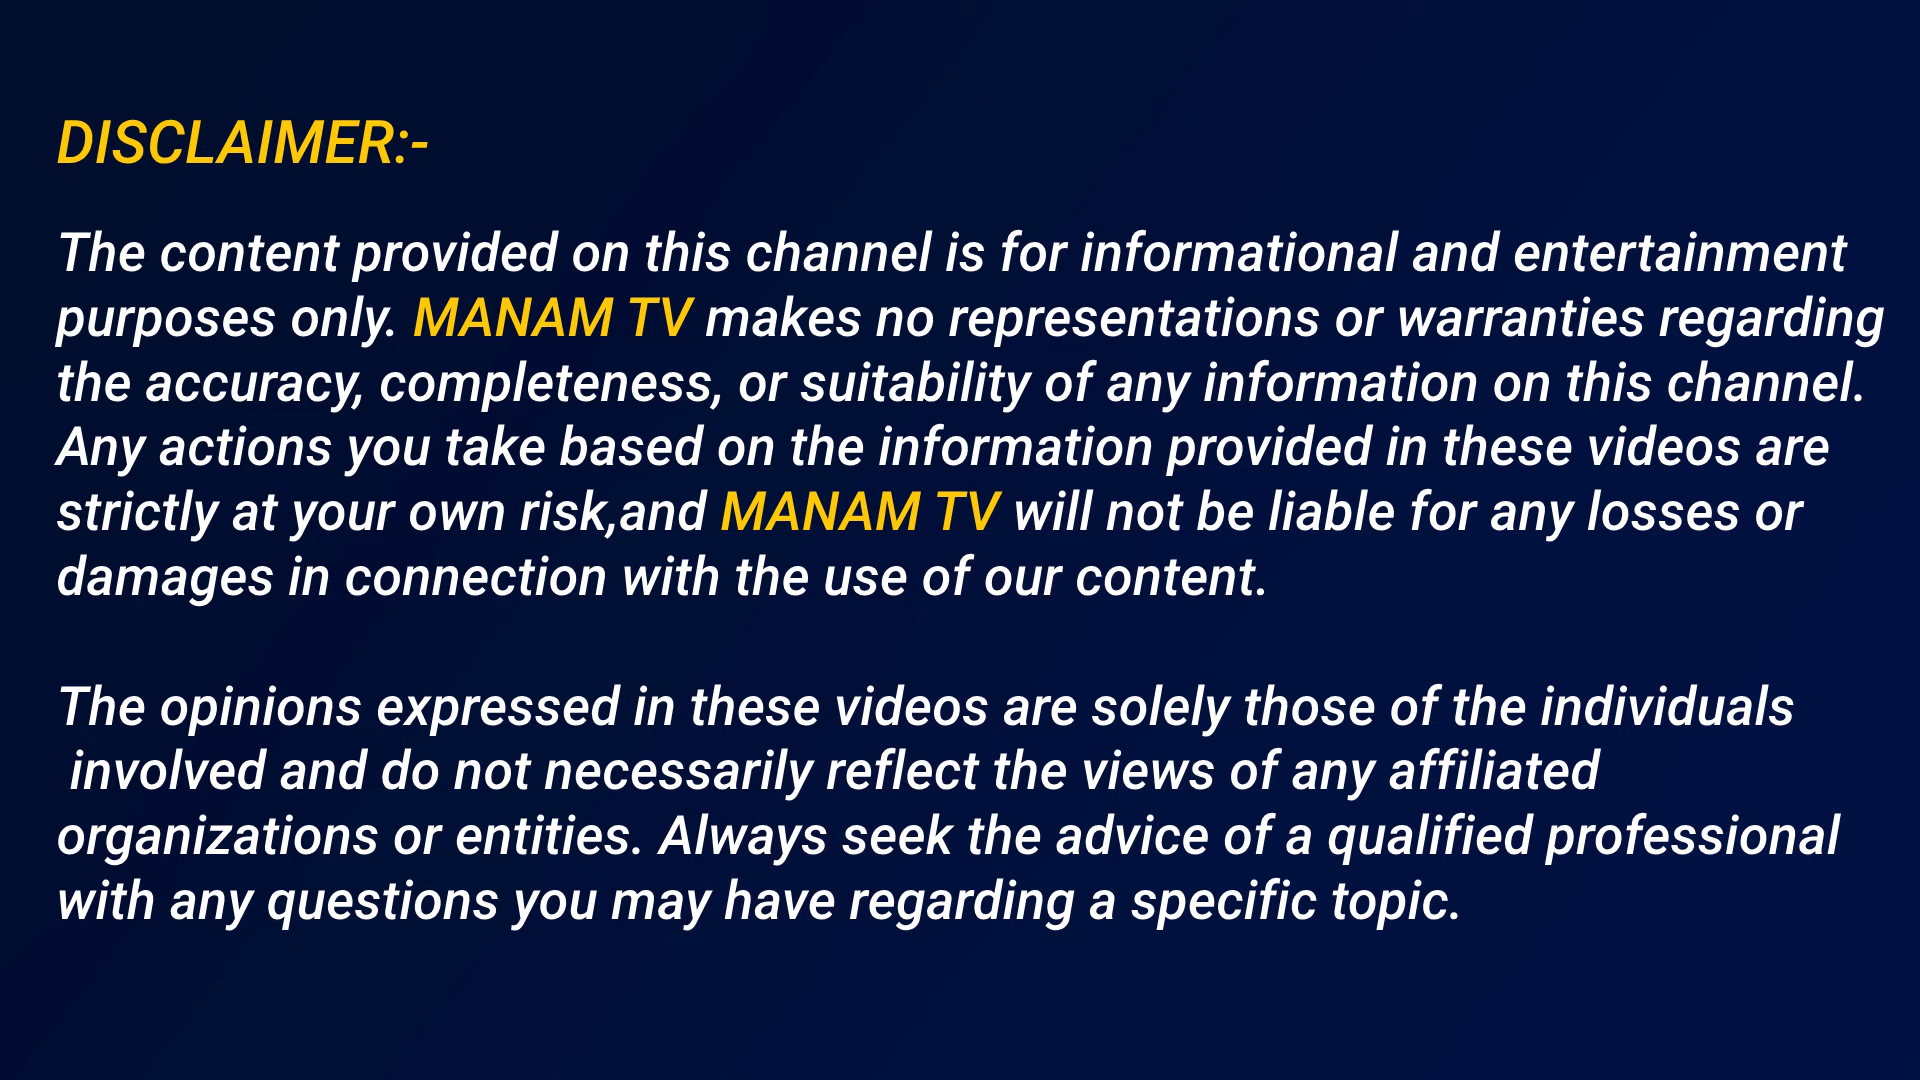 DISCLAIMER:-
The content provided on this channel is for informational and entertainment
purposes only. MANAM TV makes no representations or warranties regarding
the accuracy, completeness, or suitability of any information on this channel.
Any actions you take based on the information provided in these videos are
strictly at your own risk,and MANAM TV will not be liable for any losses or
damages in connection with the use of our content.
The opinions expressed in these videos are solely those of the individuals
involved and do not necessarily reflect the views of any affiliated
organizations or entities. Always seek the advice of a qualified professional
with any questions you may have regarding a specific topic.